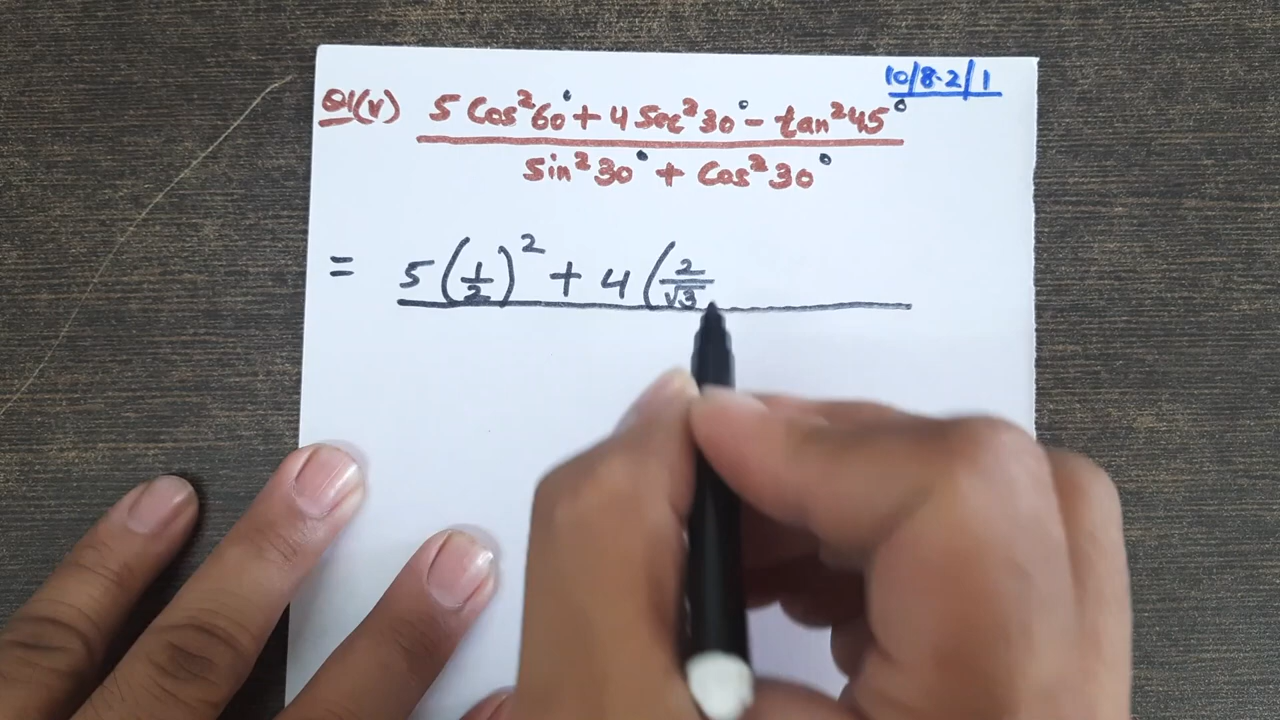 10/8.2/1
Q1(v) 5 Cos²60° + 4 Sec²30° - tan²45°
Sin²30° + Cos²30°
= 5(1/2)² + 4(2/√3